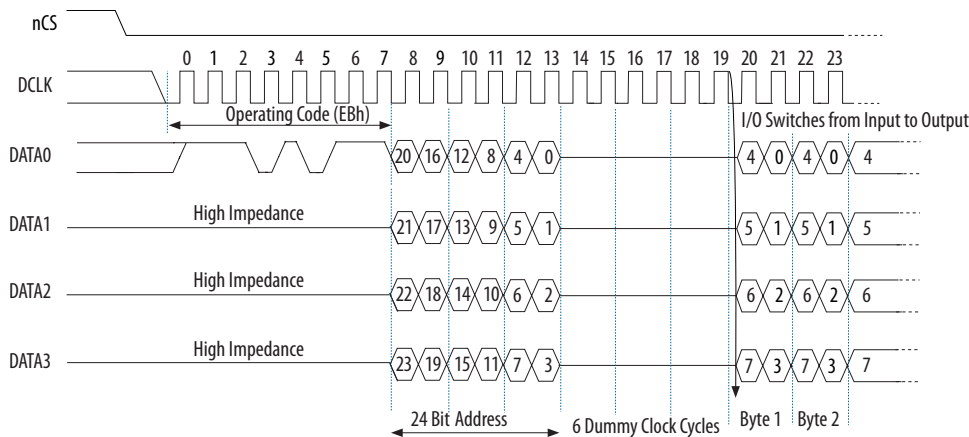 nCS
0 1 2 3 4 5 6 7 8 9 10 11 12 13 14 15 16 17 18 19 20 21 22 23
DCLK
Operating Code (EBh)
I/O Switches from Input to Output
DATA0 20 16 12 8 4 0 4 0 4 0 4
DATA1 High Impedance 21 17 13 9 5 1 5 1 5 1 5
DATA2 High Impedance 22 18 14 10 6 2 6 2 6 2 6
DATA3 High Impedance 23 19 15 11 7 3 7 3 7 3 7
24 Bit Address 6 Dummy Clock Cycles Byte 1 Byte 2